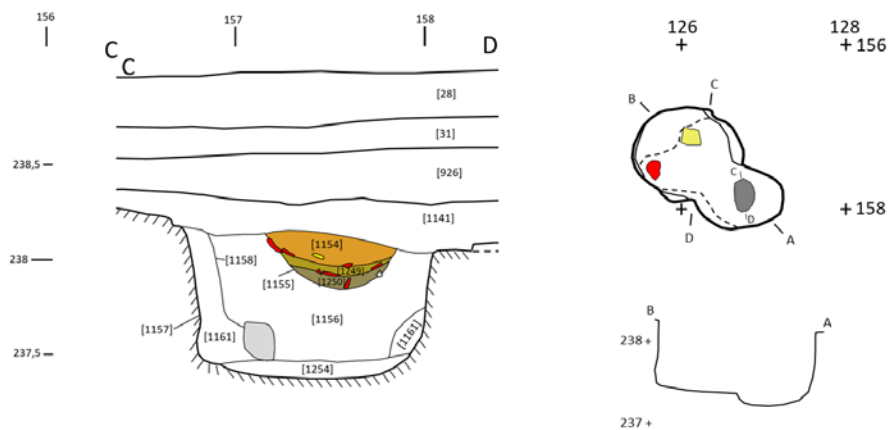 156
157
158
C
C
D
[28]
[31]
238,5
[926]
[1141]
[1154]
238
[1158]
[1249]
[1155]
[1250]
[1156]
[1157]
[1161]
[1161]
237,5
[1254]
126
128
156
B
C
C
D
158
D
A
B
A
238
237